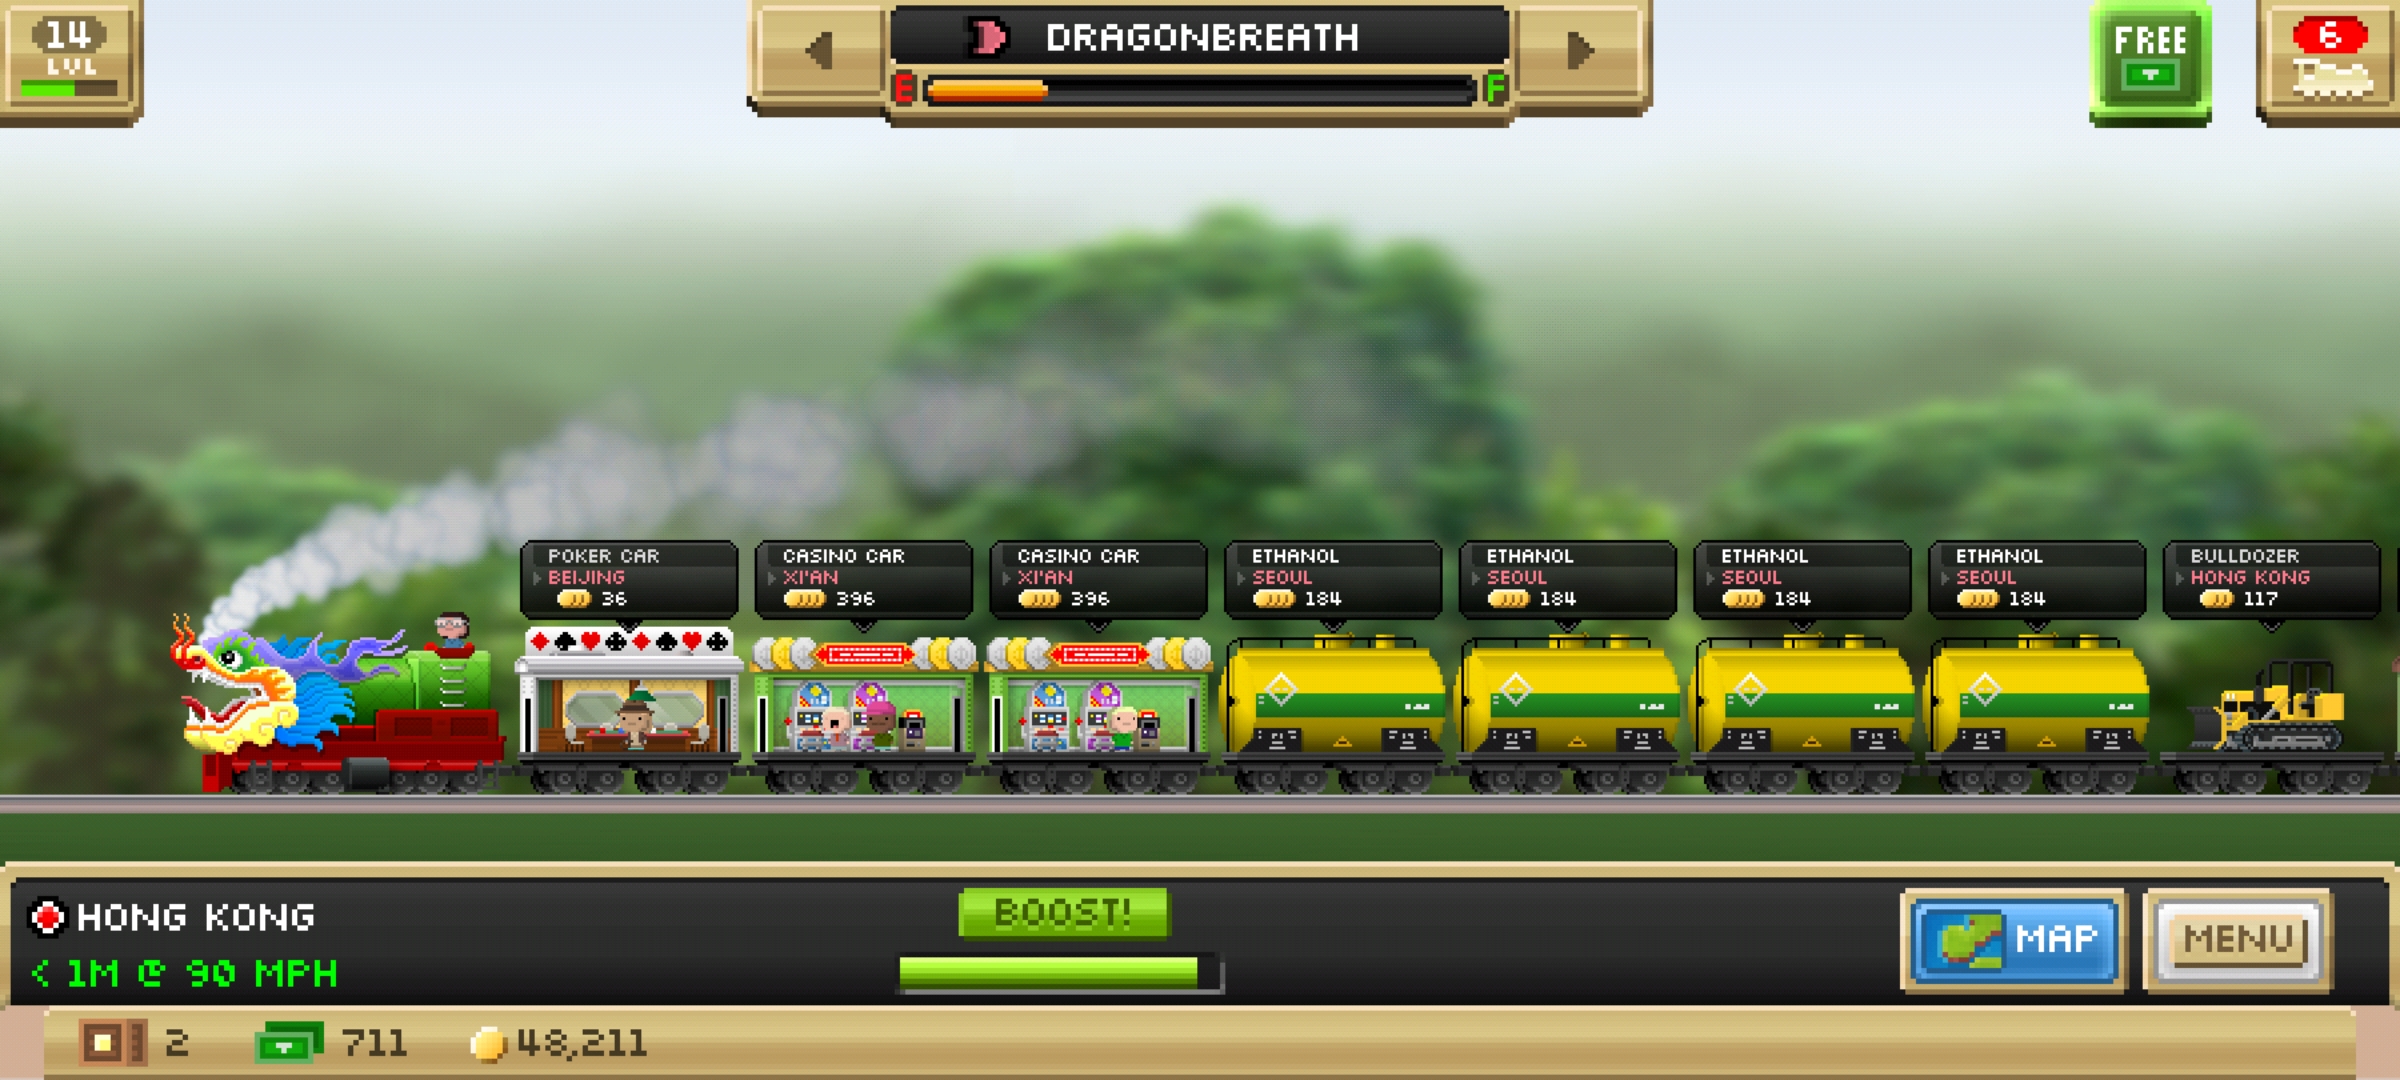 14
LVL
DRAGONBREATH
E
F
FREE
6
POKER CAR
BEIJING
36
CASINO CAR
XI'AN
396
CASINO CAR
XI'AN
396
ETHANOL
SEOUL
184
ETHANOL
SEOUL
184
ETHANOL
SEOUL
184
ETHANOL
SEOUL
184
BULLDOZER
HONG KONG
117
HONG KONG
< 1M @ 90 MPH
BOOST!
MAP
MENU
2
711
48,211